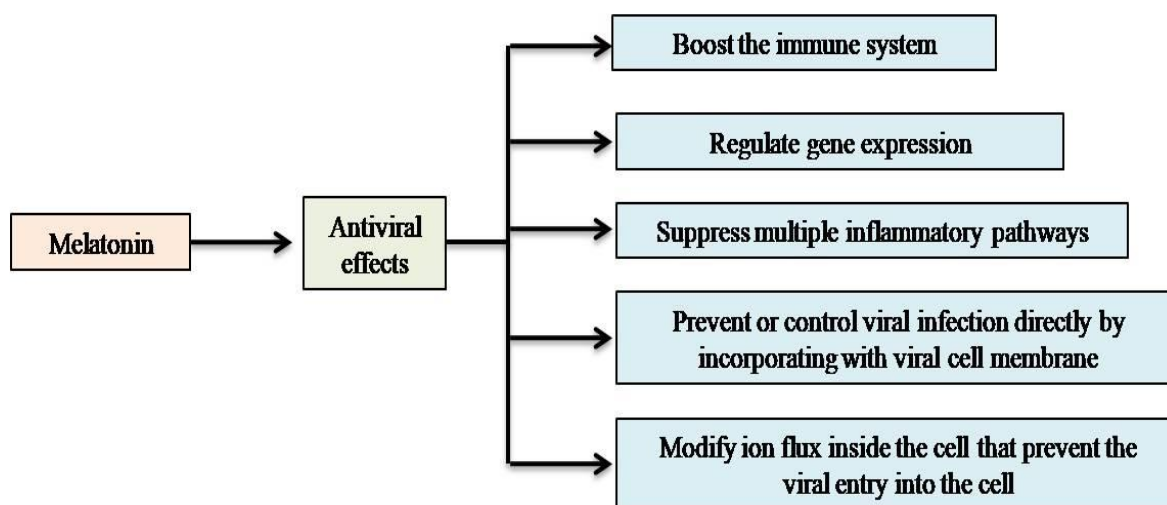 Melatonin
Antiviral
effects
Boost the immune system
Regulate gene expression
Suppress multiple inflammatory pathways
Prevent or control viral infection directly by
incorporating with viral cell membrane
Modify ion flux inside the cell that prevent the
viral entry into the cell